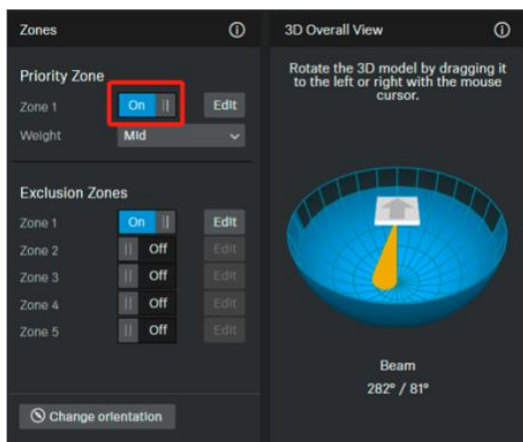 Zones
Priority Zone
Zone 1 On Edit
Weight Mid
Exclusion Zones
Zone 1 On Edit
Zone 2 Off Edit
Zone 3 Off Edit
Zone 4 Off Edit
Zone 5 Off Edit
Change orientation
3D Overall View
Rotate the 3D model by dragging it
to the left or right with the mouse
cursor.
Beam
282° / 81°